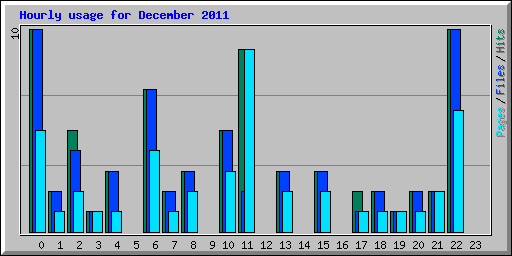 Hourly usage for December 2011
10
Pages/Files/Hits
0 1 2 3 4 5 6 7 8 9 10 11 12 13 14 15 16 17 18 19 20 21 22 23